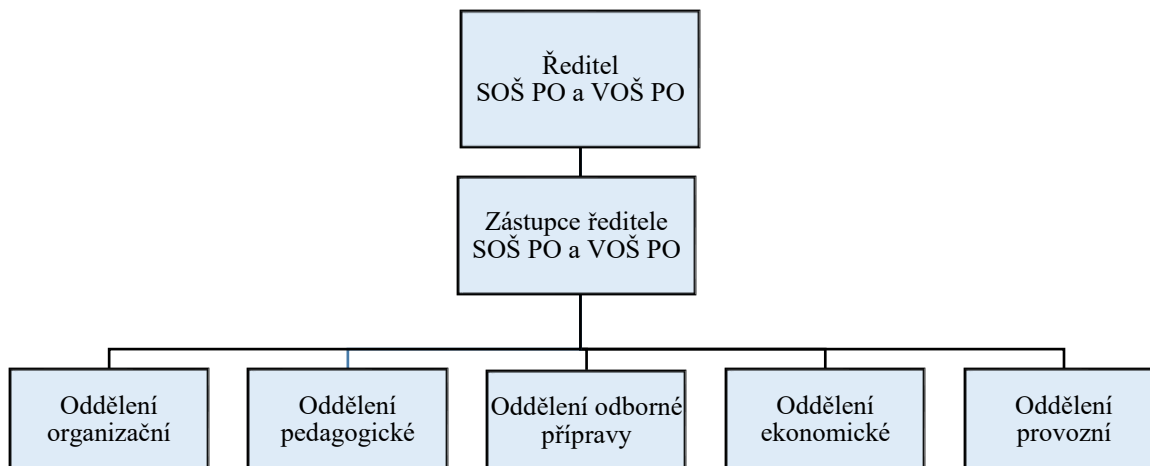 Ředitel
SOŠ PO a VOŠ PO
Zástupce ředitele
SOŠ PO a VOŠ PO
Oddělení
organizační
Oddělení
pedagogické
Oddělení odborné
přípravy
Oddělení
ekonomické
Oddělení
provozní